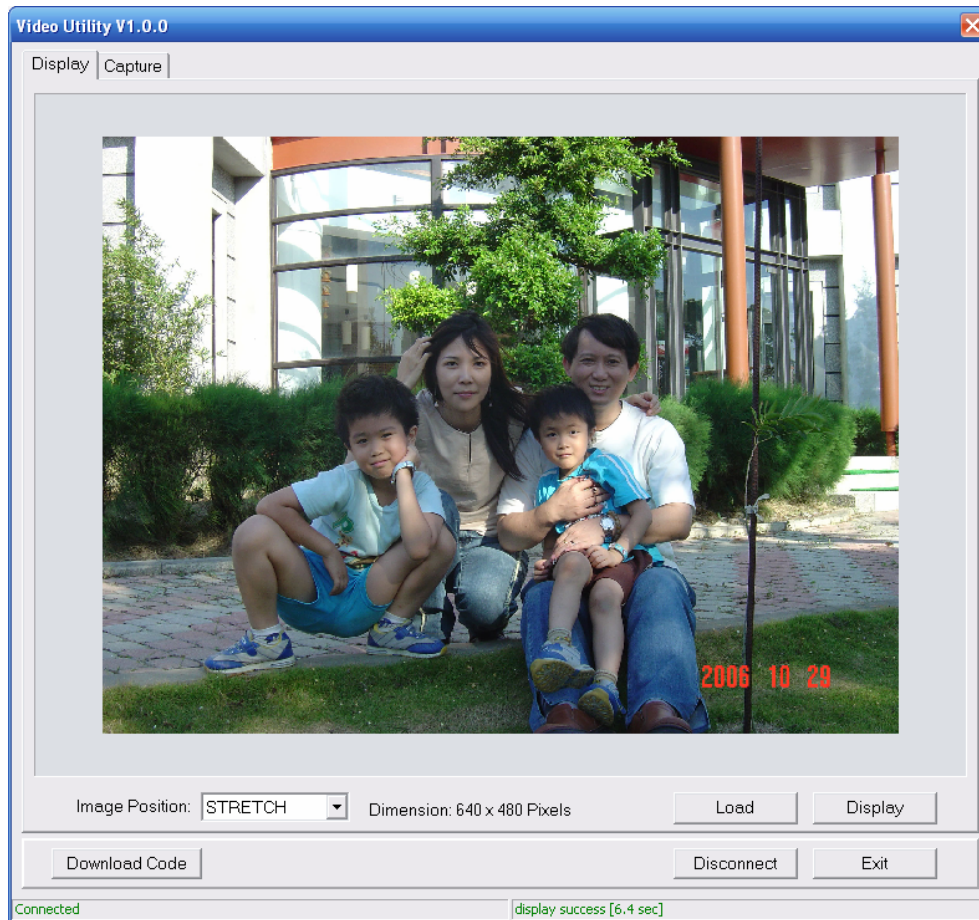 Video Utility V1.0.0
Display Capture
2006 10 29
Image Position: STRETCH Dimension: 640 x 480 Pixels Load Display
Download Code Disconnect Exit
Connected display success [6.4 sec]